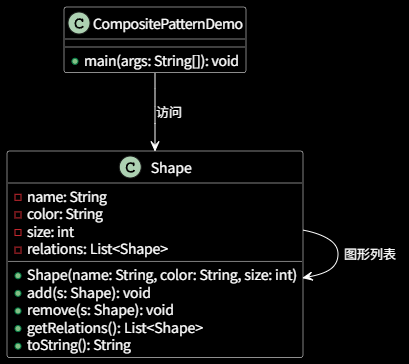 C CompositePatternDemo
main(args: String[]): void
访问
C Shape
name: String
color: String
size: int
relations: List<Shape>
图形列表
Shape(name: String, color: String, size: int)
add(s: Shape): void
remove(s: Shape): void
getRelations(): List<Shape>
toString(): String